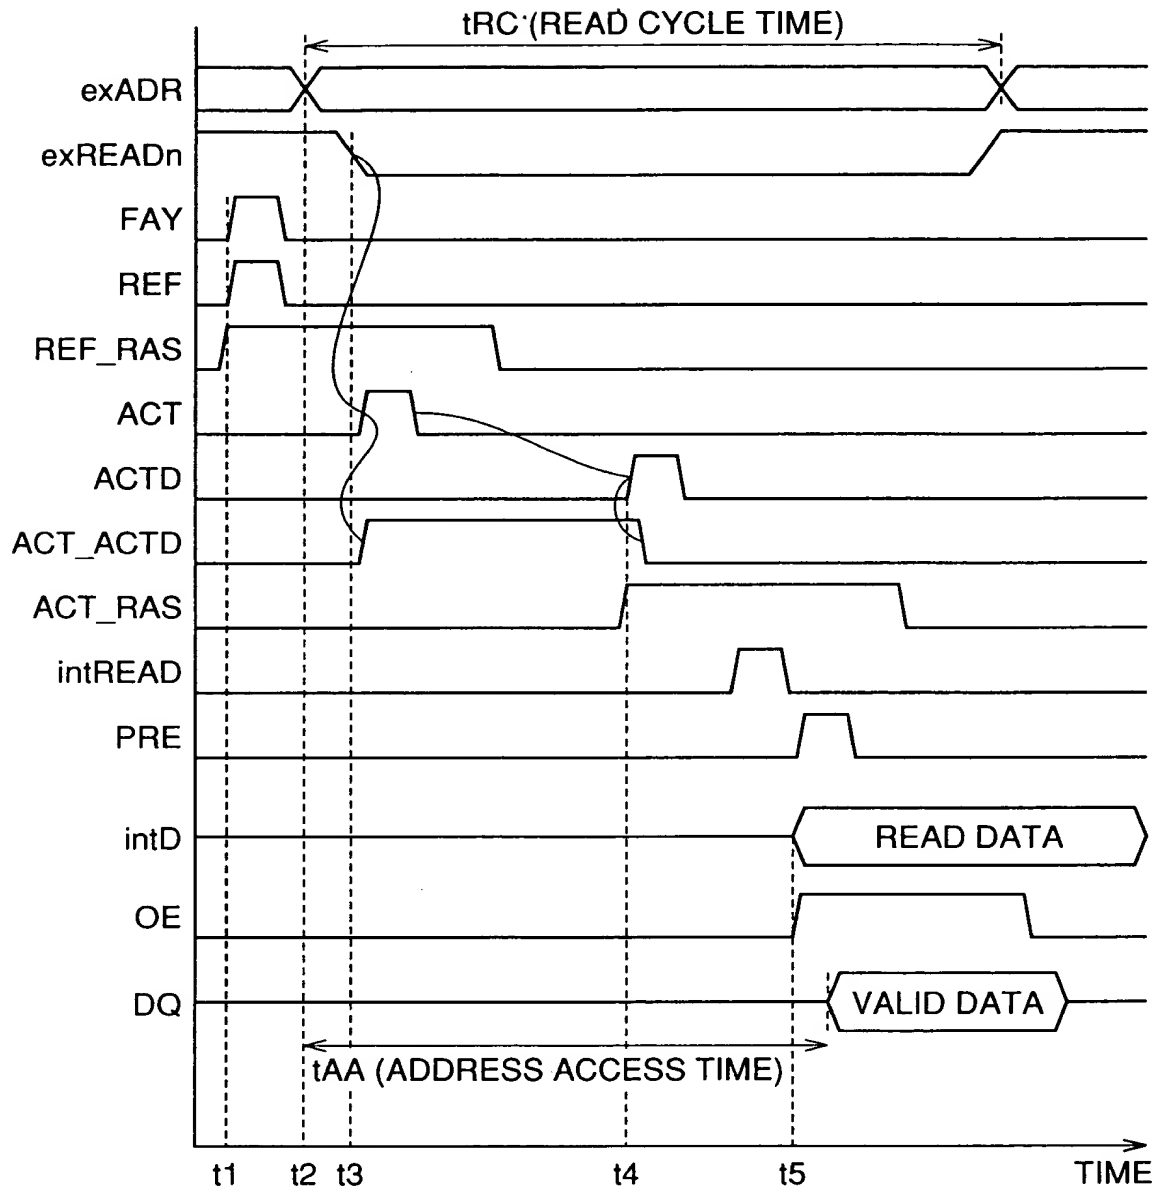 tRC (READ CYCLE TIME)
exADR
exREADn
FAY
REF
REF_RAS
ACT
ACTD
ACT_ACTD
ACT_RAS
intREAD
PRE
intD READ DATA
OE
DQ VALID DATA
tAA (ADDRESS ACCESS TIME)
t1 t2 t3 t4 t5 TIME